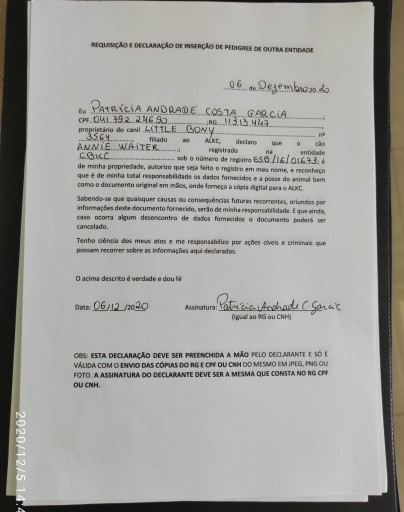 REQUISIÇÃO E DECLARAÇÃO DE INSERÇÃO DE PEDIGREE DE OUTRA ENTIDADE
06 de Dezembro 20 20
Eu PATRÍCIA ANDRADE COSTA GARCIA;
CPF 041 792 246 90 ;RG 11313 447
proprietário do canil LITTLE BONY nº
3564, filiado ao ALKC, declaro que o cão
ANNIE WAITER; registrado na entidade
CBKC sob o número de registro ESB/16/01673; é
de minha propriedade, autorizo que seja feito o registro em meu nome, e reconheço
que é de minha total responsabilidade os dados fornecidos e a posse do animal bem
como o documento original em mãos, onde forneço a cópia digital para o ALKC.
Sabendo-se que quaisquer causas ou consequências futuras recorrentes, oriundos por
informações deste documento fornecido, serão de minha responsabilidade. E que ainda,
caso ocorra algum desencontro de dados fornecidos o documento poderá ser
cancelado.
Tenho ciência dos meus atos e me responsabilizo por ações cíveis e criminais que
possam recorrer sobre as informações aqui declaradas.
O acima descrito é verdade e dou fé
Data: 06/12/2020 Assinatura: Patrícia Andrade C Garcia
(Igual ao RG ou CNH)
OBS: ESTA DECLARAÇÃO DEVE SER PREENCHIDA A MÃO PELO DECLARANTE E SÓ É
VÁLIDA COM O ENVIO DAS CÓPIAS DO RG E CPF OU CNH DO MESMO EM JPEG, PNG OU
FOTO. A ASSINATURA DO DECLARANTE DEVE SER A MESMA QUE CONSTA NO RG CPF
OU CNH.
2020/12/5 14:4